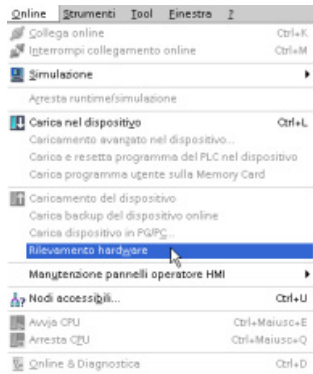 Online Strumenti Tool Finestra ?
Collega online Ctrl+K
Interrompi collegamento online Ctrl+M
Simulazione
Arresta runtime/simulazione
Carica nel dispositivo Ctrl+L
Caricamento avanzato nel dispositivo...
Carica e resetta programma del PLC nel dispositivo
Carica programma utente sulla Memory Card
Caricamento del dispositivo
Carica backup del dispositivo online
Carica dispositivo in PG/PC...
Rilevamento hardware
Manutenzione pannelli operatore HMI
Nodi accessibili... Ctrl+U
Avvia CPU Ctrl+Maiusc+E
Arresta CPU Ctrl+Maiusc+Q
Online & Diagnostica Ctrl+D